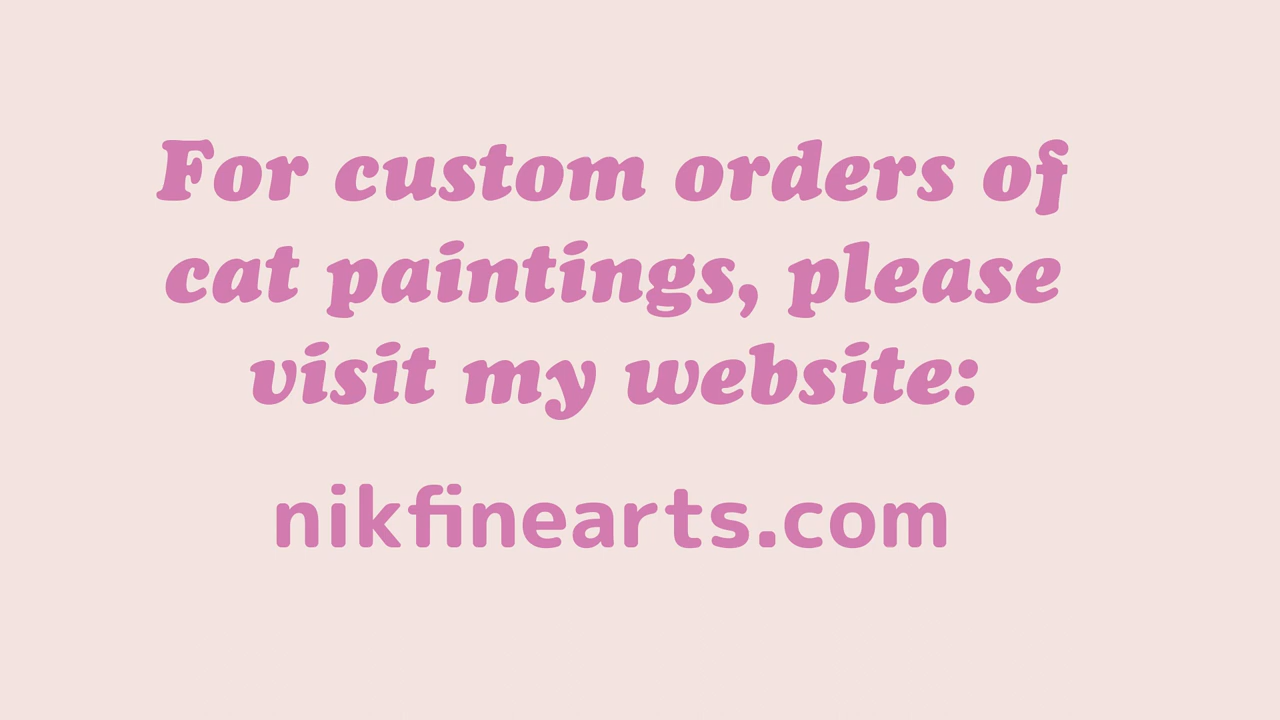 For custom orders of
cat paintings, please
visit my website:
nikfinearts.com